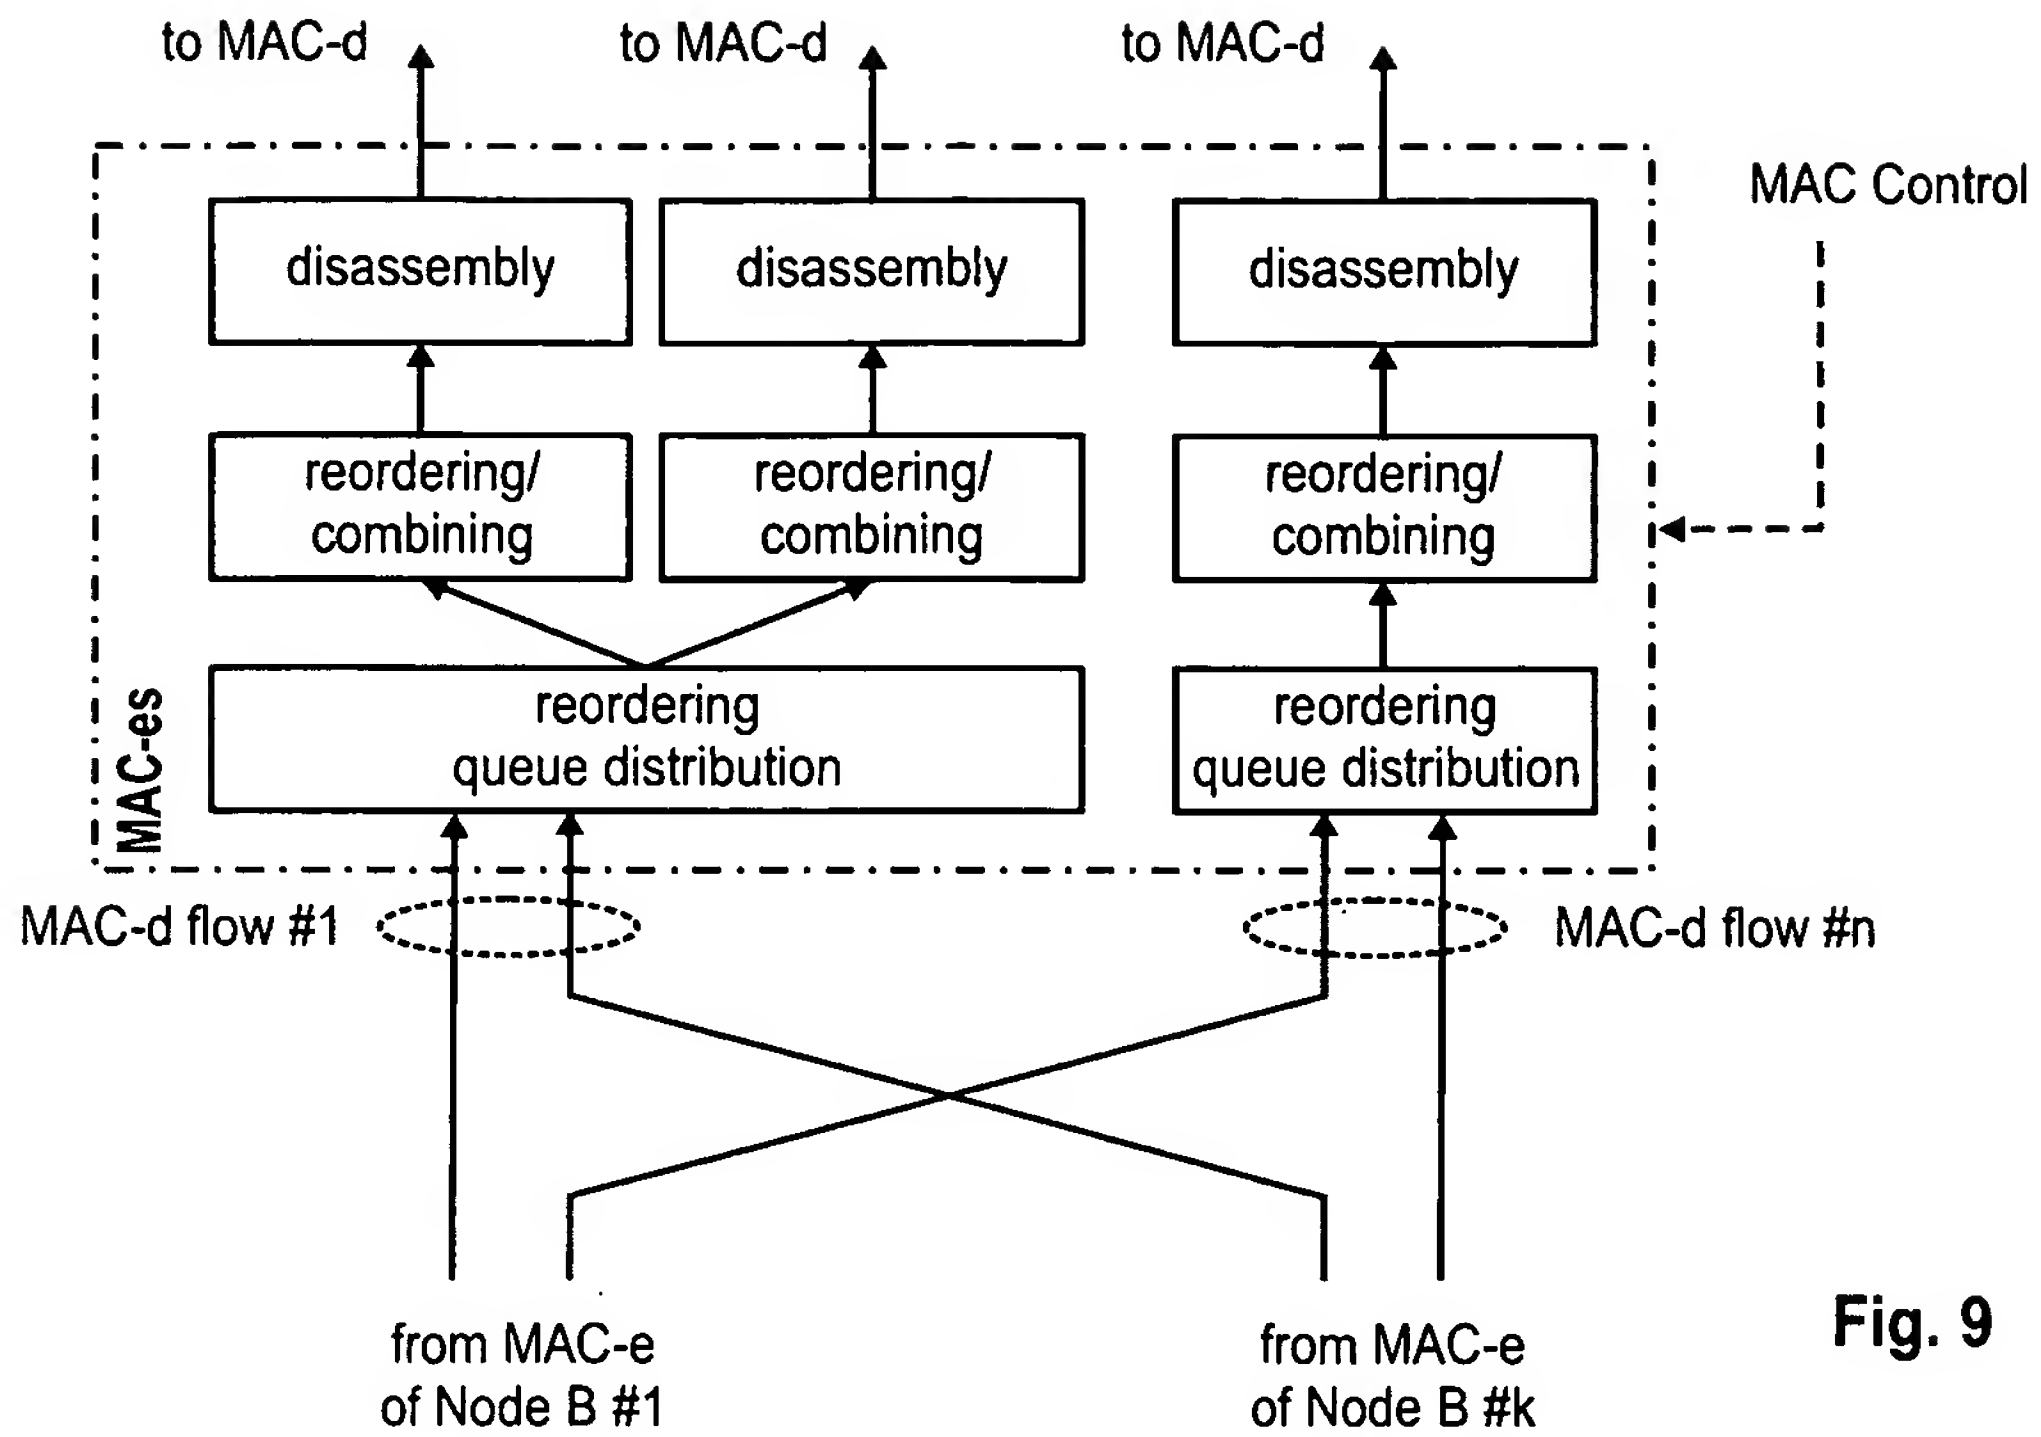 to MAC-d
to MAC-d
to MAC-d
MAC Control
disassembly
disassembly
disassembly
reordering/
combining
reordering/
combining
reordering/
combining
MAC-es
reordering
queue distribution
reordering
queue distribution
MAC-d flow #1
MAC-d flow #n
from MAC-e
of Node B #1
from MAC-e
of Node B #k
Fig. 9